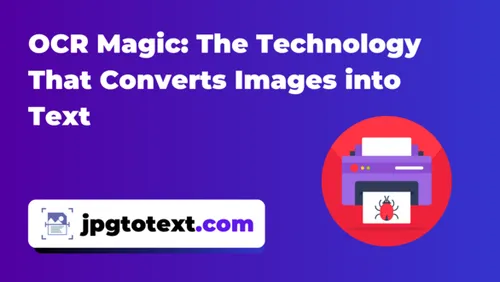 OCR Magic: The Technology
That Converts Images into
Text
jpgtotext.com